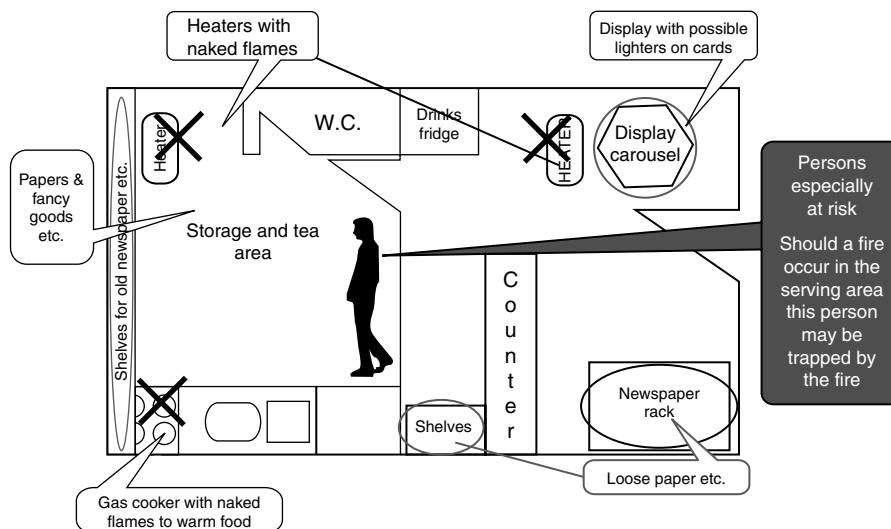 Heaters with
naked flames
Display with possible
lighters on cards
Heater
W.C.
Drinks
fridge
HEATERS
Display
carousel
Persons
especially
at risk
Should a fire
occur in the
serving area
this person
may be
trapped by
the fire
Papers &
fancy
goods
etc.
Shelves for old newspaper etc.
Storage and tea
area
Counter
Newspaper
rack
Shelves
Loose paper etc.
Gas cooker with naked
flames to warm food